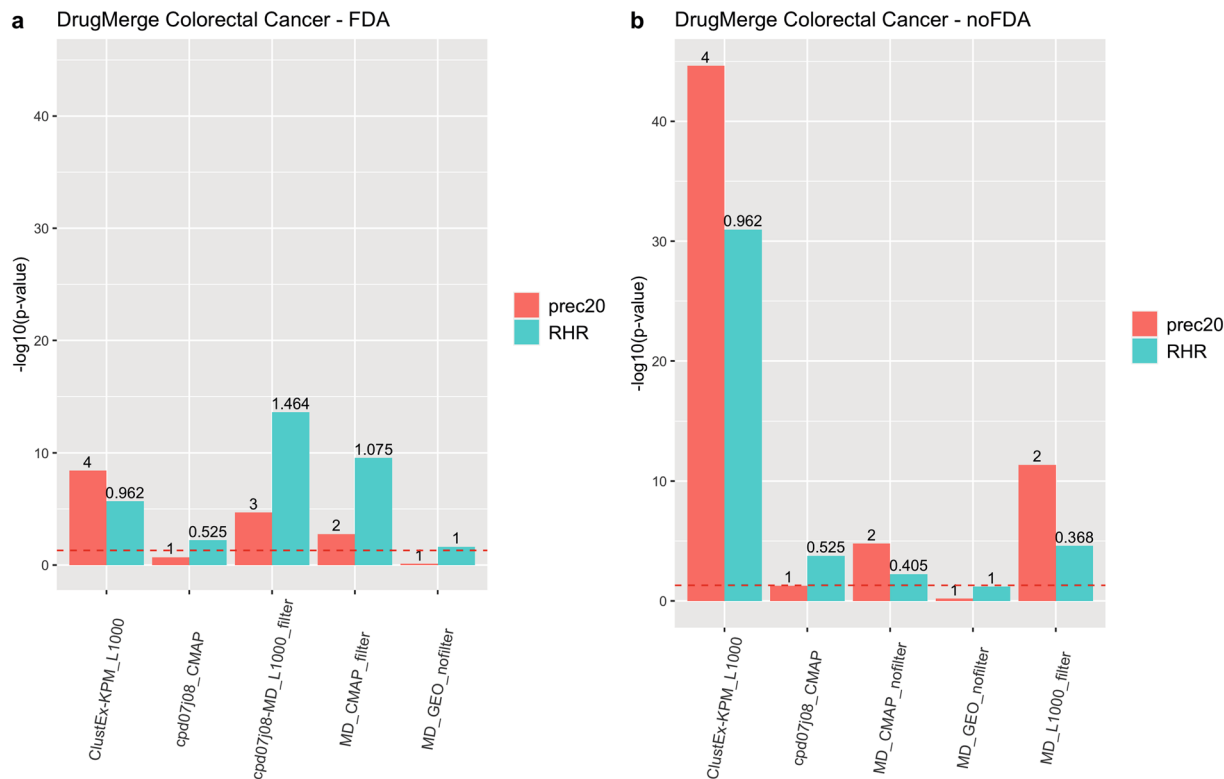 a DrugMerge Colorectal Cancer - FDA
-log10(p-value)
40
30
20
10
0
4
0.962
1
0.525
3
1.464
2
1.075
1
1
ClustEx-KPM_L1000
cpd07j08_CMAP
cpd07j08-MD_L1000_filter
MD_CMAP_filter
MD_GEO_nofilter
prec20
RHR
b DrugMerge Colorectal Cancer - noFDA
-log10(p-value)
40
30
20
10
0
4
0.962
1
0.525
2
0.405
1
1
2
0.368
ClustEx-KPM_L1000
cpd07j08_CMAP
MD_CMAP_nofilter
MD_GEO_nofilter
MD_L1000_filter
prec20
RHR